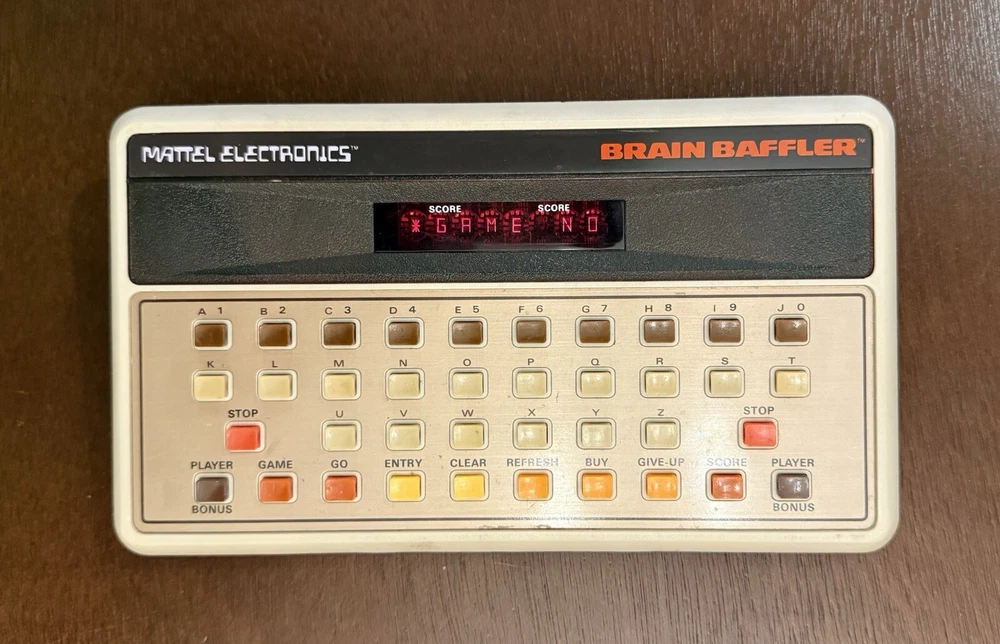 MATTEL ELECTRONICS™
BRAIN BAFFLER™
SCORE SCORE
*GAME NO
A 1 B 2 C 3 D 4 E 5 F 6 G 7 H 8 I 9 J 0
K L M N O P Q R S T
STOP U V W X Y Z STOP
PLAYER GAME GO ENTRY CLEAR REFRESH BUY GIVE-UP SCORE PLAYER
BONUS BONUS